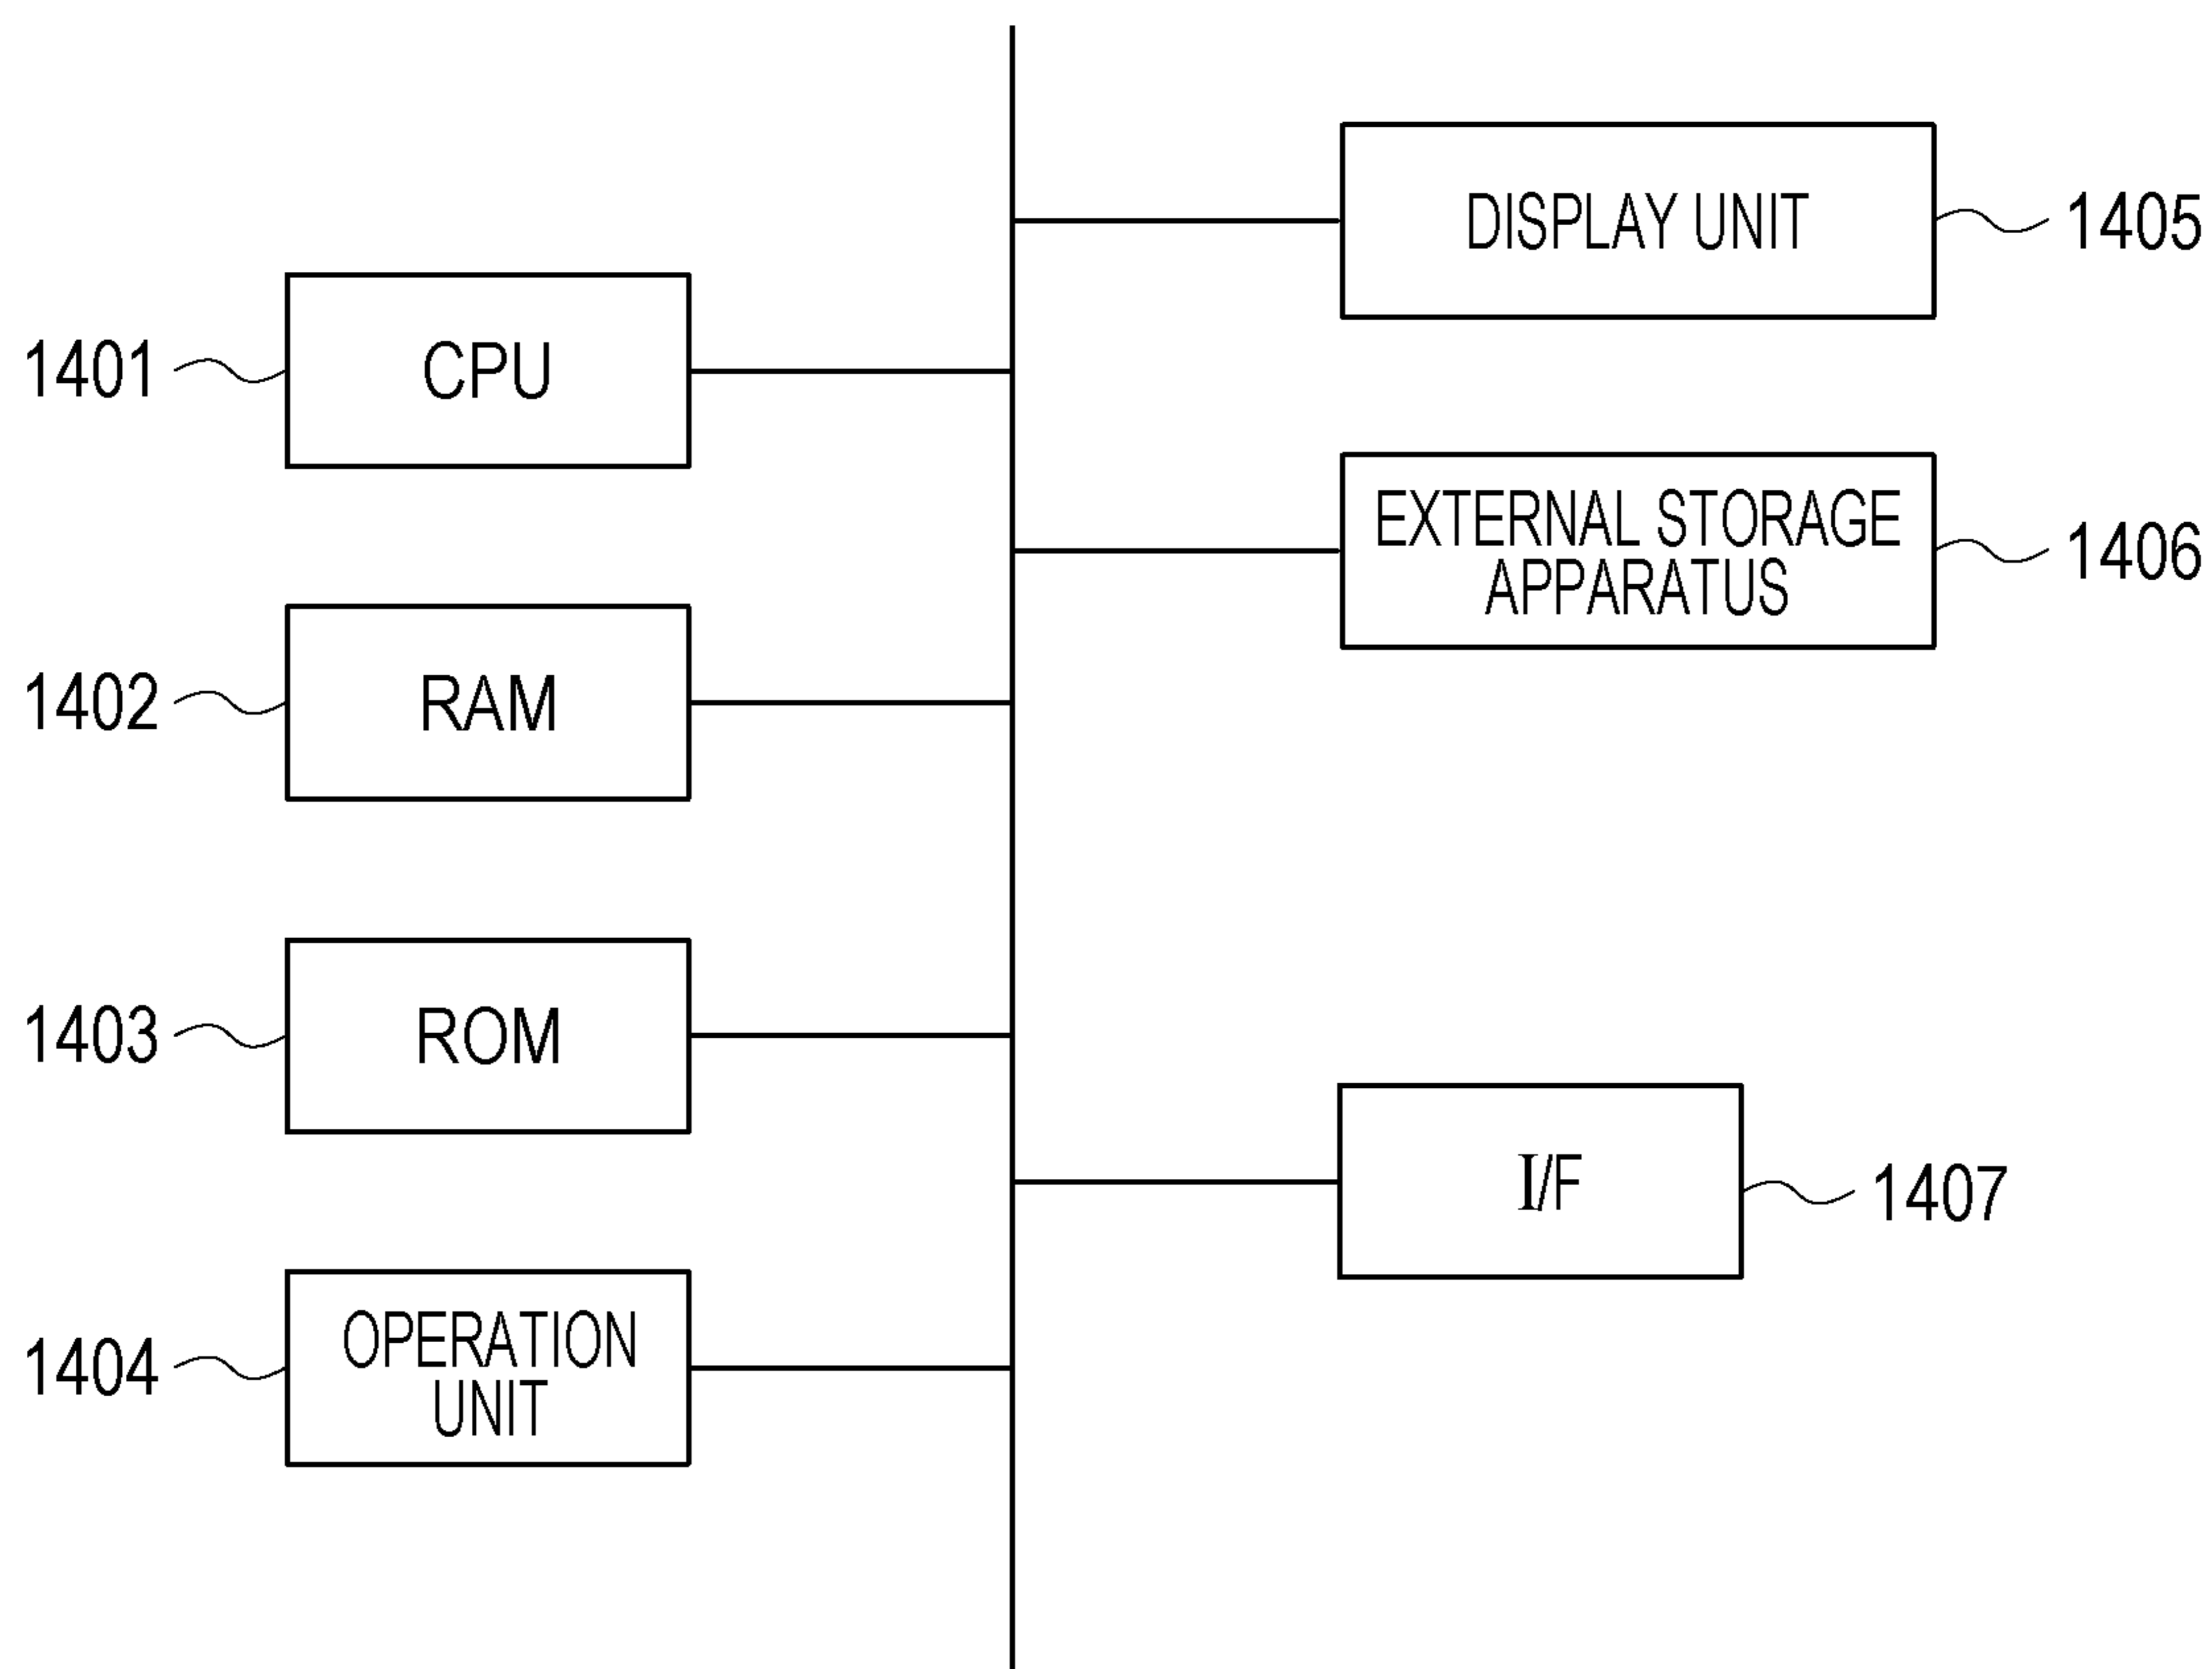 1401
CPU
1402
RAM
1403
ROM
1404
OPERATION
UNIT
DISPLAY UNIT
1405
EXTERNAL STORAGE
APPARATUS
1406
I/F
1407